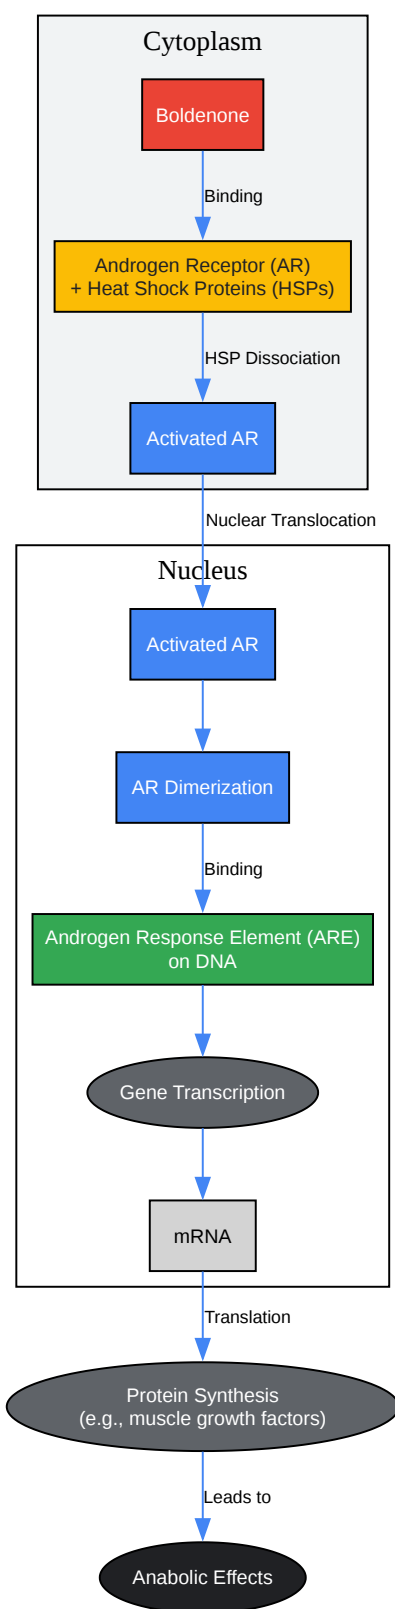 Cytoplasm
Boldenone
Binding
Androgen Receptor (AR)
+ Heat Shock Proteins (HSPs)
HSP Dissociation
Activated AR
Nuclear Translocation
Nucleus
Activated AR
AR Dimerization
Binding
Androgen Response Element (ARE)
on DNA
Gene Transcription
mRNA
Translation
Protein Synthesis
(e.g., muscle growth factors)
Leads to
Anabolic Effects